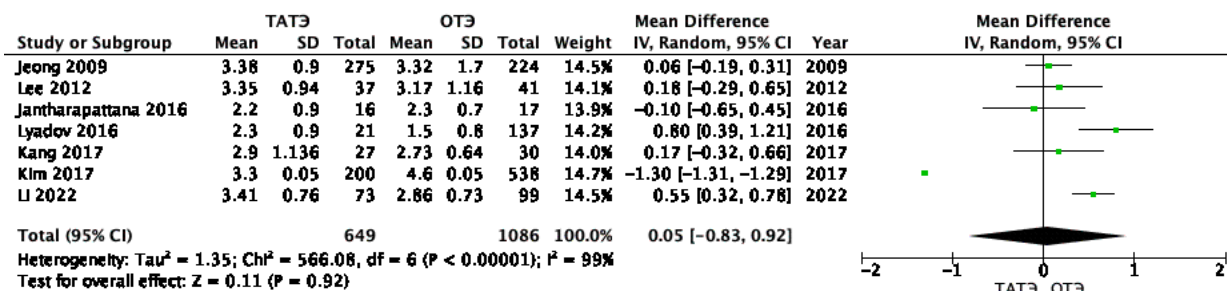 ТАТЭ ОТЭ Mean Difference Mean Difference
Study or Subgroup Mean SD Total Mean SD Total Weight IV, Random, 95% CI Year IV, Random, 95% CI
Jeong 2009 3.38 0.9 275 3.32 1.7 224 14.5% 0.06 [−0.19, 0.31] 2009
Lee 2012 3.35 0.94 37 3.17 1.16 41 14.1% 0.18 [−0.29, 0.65] 2012
Jantharapattana 2016 2.2 0.9 16 2.3 0.7 17 13.9% −0.10 [−0.65, 0.45] 2016
Lyadov 2016 2.3 0.9 21 1.5 0.8 137 14.2% 0.80 [0.39, 1.21] 2016
Kang 2017 2.9 1.136 27 2.73 0.64 30 14.0% 0.17 [−0.32, 0.66] 2017
Kim 2017 3.3 0.05 200 4.6 0.05 538 14.7% −1.30 [−1.31, −1.29] 2017
Li 2022 3.41 0.76 73 2.86 0.73 99 14.5% 0.55 [0.32, 0.78] 2022
Total (95% CI) 649 1086 100.0% 0.05 [−0.83, 0.92]
Heterogeneity: Tau² = 1.35; Chi² = 566.08, df = 6 (P < 0.00001); I² = 99%
Test for overall effect: Z = 0.11 (P = 0.92)
−2 −1 0 1 2
ТАТЭ ОТЭ